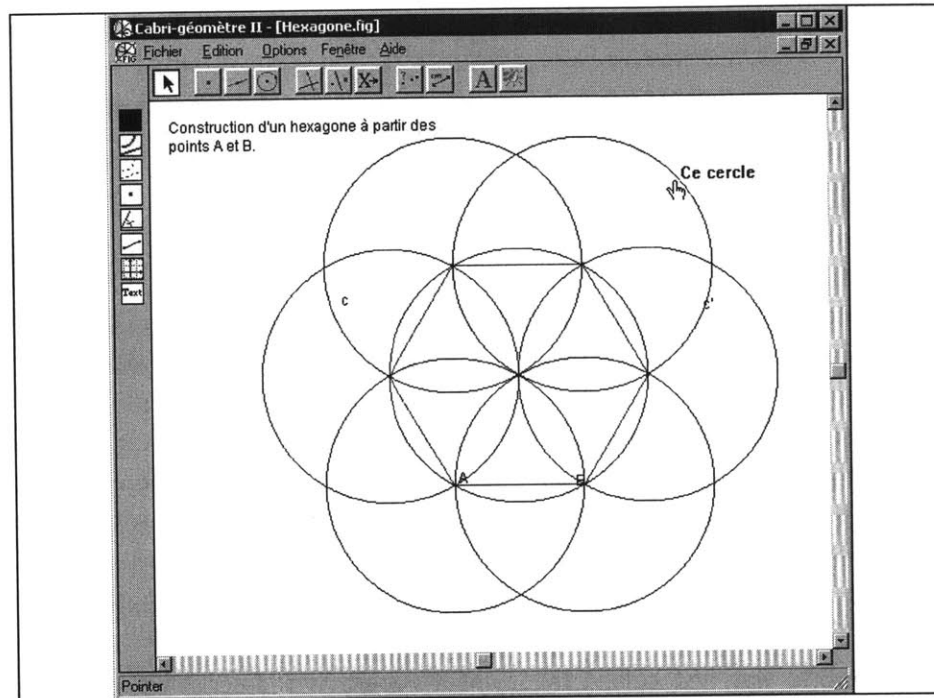 Cabri-géomètre II - [Hexagone.fig]
Fichier Edition Options Fenêtre Aide
A
Construction d'un hexagone à partir des
points A et B.
Ce cercle
c
c'
Text
A
B
Pointer